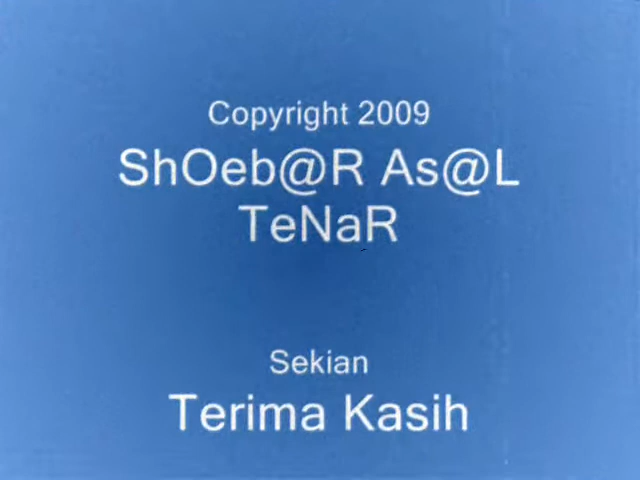 Copyright 2009
ShOeb@R As@L
TeNaR
Sekian
Terima Kasih